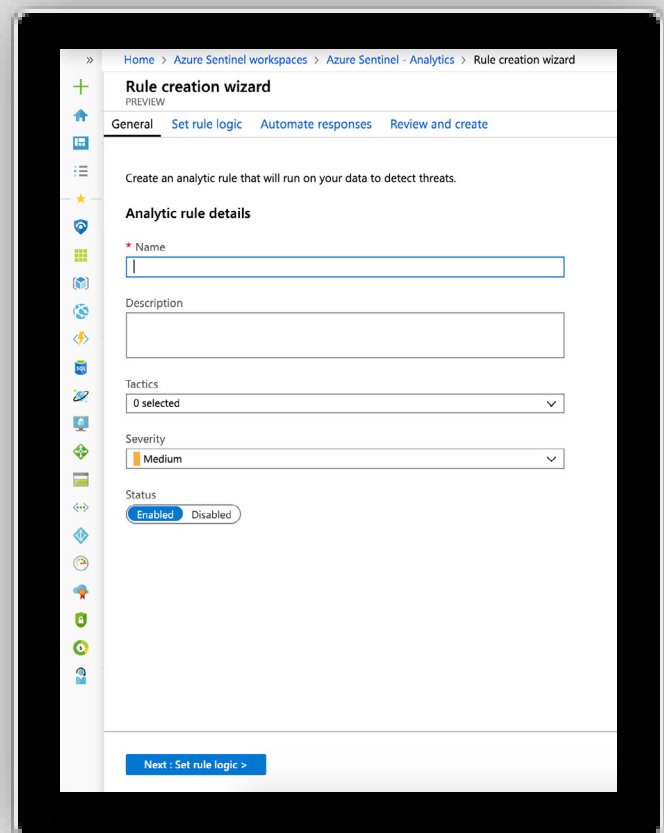 »
Home > Azure Sentinel workspaces > Azure Sentinel - Analytics > Rule creation wizard
Rule creation wizard
PREVIEW
General Set rule logic Automate responses Review and create
Create an analytic rule that will run on your data to detect threats.
Analytic rule details
* Name
Description
Tactics
0 selected
Severity
Medium
Status
Enabled Disabled
SQL
Next : Set rule logic >